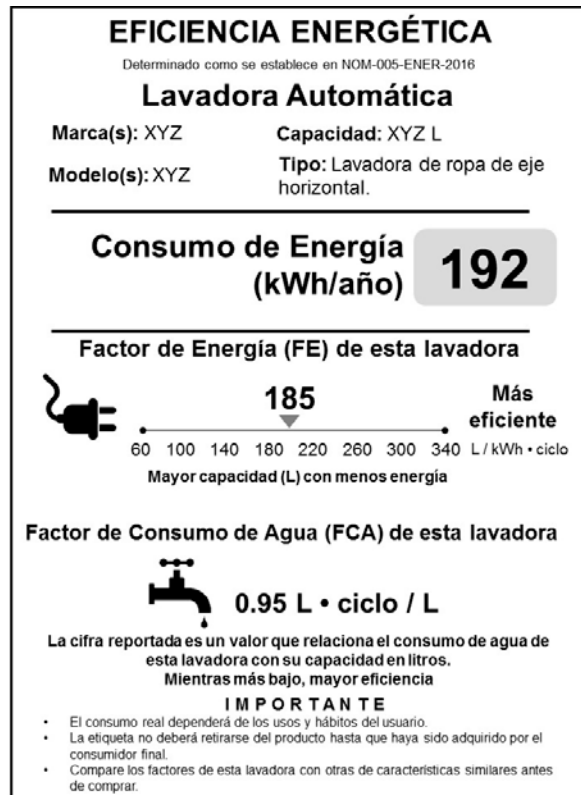 EFICIENCIA ENERGÉTICA
Determinado como se establece en NOM-005-ENER-2016
Lavadora Automática
Marca(s): XYZ
Capacidad: XYZ L
Modelo(s): XYZ
Tipo: Lavadora de ropa de eje
horizontal.
Consumo de Energía
(kWh/año)
192
Factor de Energía (FE) de esta lavadora
185
Más
eficiente
60 100 140 180 220 260 300 340 L / kWh • ciclo
Mayor capacidad (L) con menos energía
Factor de Consumo de Agua (FCA) de esta lavadora
0.95 L • ciclo / L
La cifra reportada es un valor que relaciona el consumo de agua de
esta lavadora con su capacidad en litros.
Mientras más bajo, mayor eficiencia
I M P O R T A N T E
• El consumo real dependerá de los usos y hábitos del usuario.
• La etiqueta no deberá retirarse del producto hasta que haya sido adquirido por el
consumidor final.
• Compare los factores de esta lavadora con otras de características similares antes
de comprar.